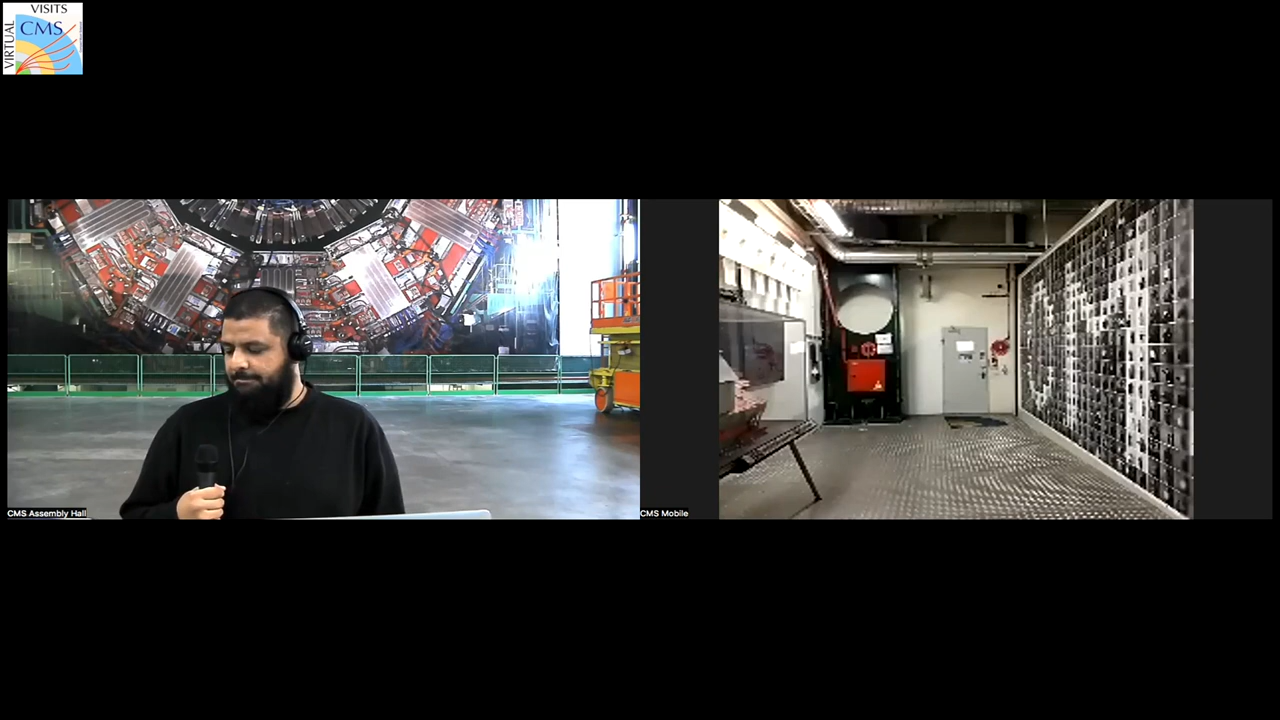 VISITS
VIRTUAL
CMS
CMS Assembly Hall
CMS Mobile